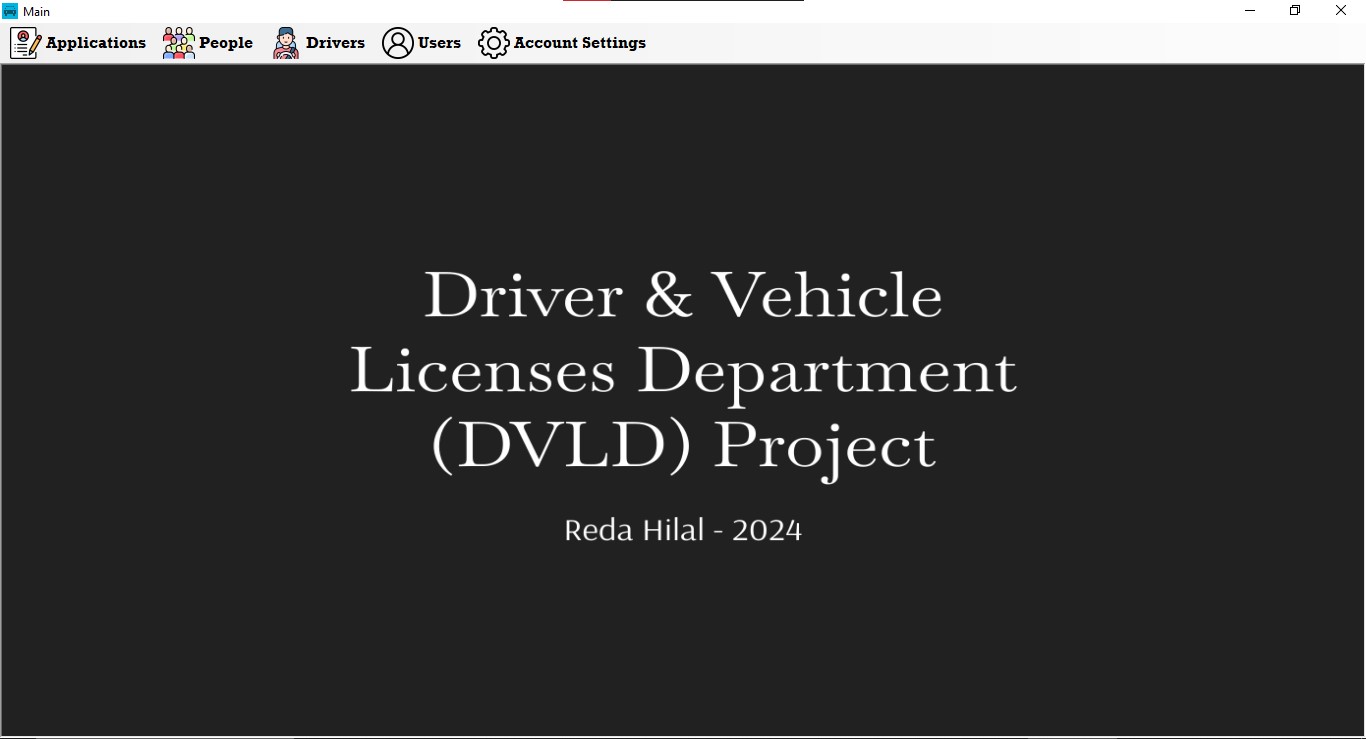 Main
Applications People Drivers Users Account Settings
Driver & Vehicle
Licenses Department
(DVLD) Project
Reda Hilal - 2024